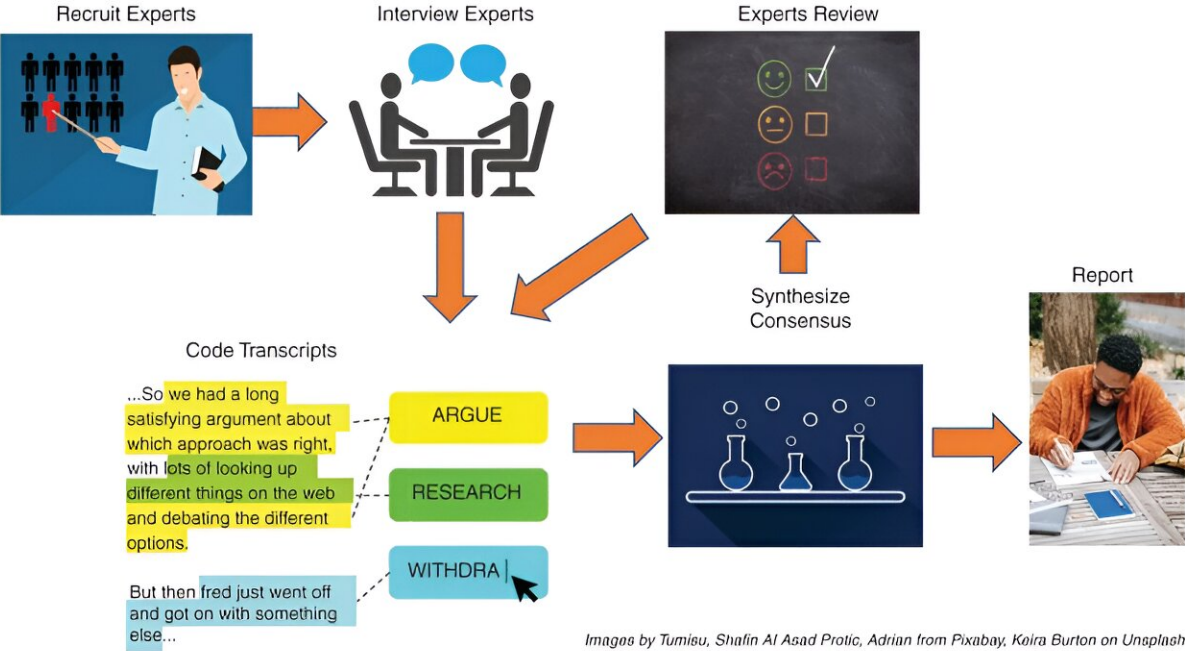 Recruit Experts
Interview Experts
Experts Review
Synthesize
Consensus
Report
Code Transcripts
...So we had a long
satisfying argument about
which approach was right,
with lots of looking up
different things on the web
and debating the different
options.
But then fred just went off
and got on with something
else...
ARGUE
RESEARCH
WITHDRA
Images by Tumisu, Shafin Al Asad Protic, Adrian from Pixabay, Keira Burton on Unsplash